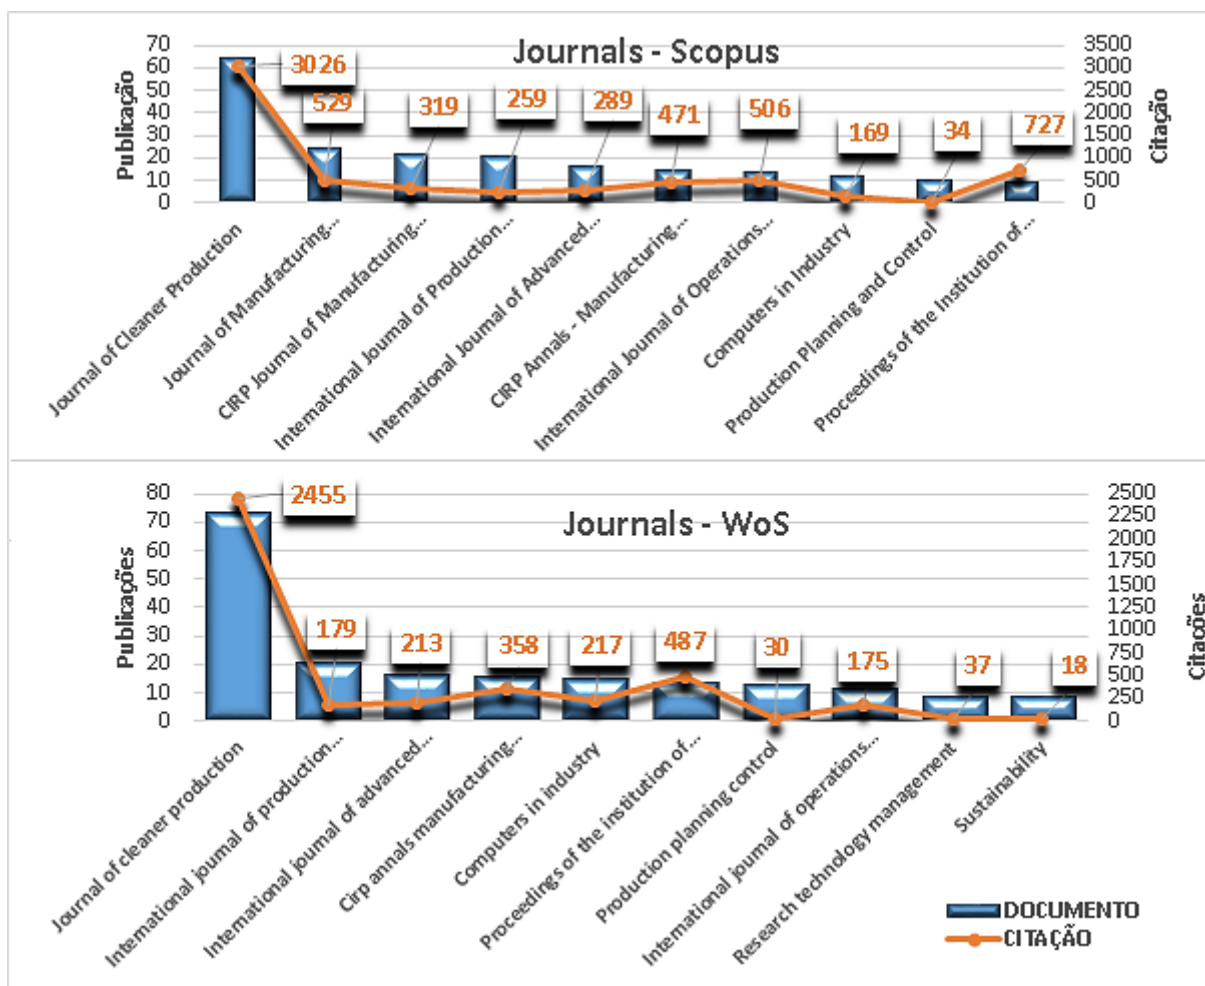 Journals - Scopus
Publicação
70
60
50
40
30
20
10
0
3026
529
319
259
289
471
506
169
34
727
3500
3000
2500
2000
1500
1000
500
0
Citação
Journal of Cleaner Production
Journal of Manufacturing...
CIRP Journal of Manufacturing...
International Journal of Production...
International Journal of Advanced...
CIRP Annals - Manufacturing...
International Journal of Operations...
Computers in Industry
Production Planning and Control
Proceedings of the Institution of...
Journals - WoS
Publicações
80
70
60
50
40
30
20
10
0
2455
179
213
358
217
487
30
175
37
18
2500
2250
2000
1750
1500
1250
1000
750
500
250
0
Citações
Journal of cleaner production
International journal of production...
International journal of advanced...
Cirp annals manufacturing...
Computers in industry
Proceedings of the institution of...
Production planning control
International journal of operations...
Research technology management
Sustainability
DOCUMENTO
CITAÇÃO